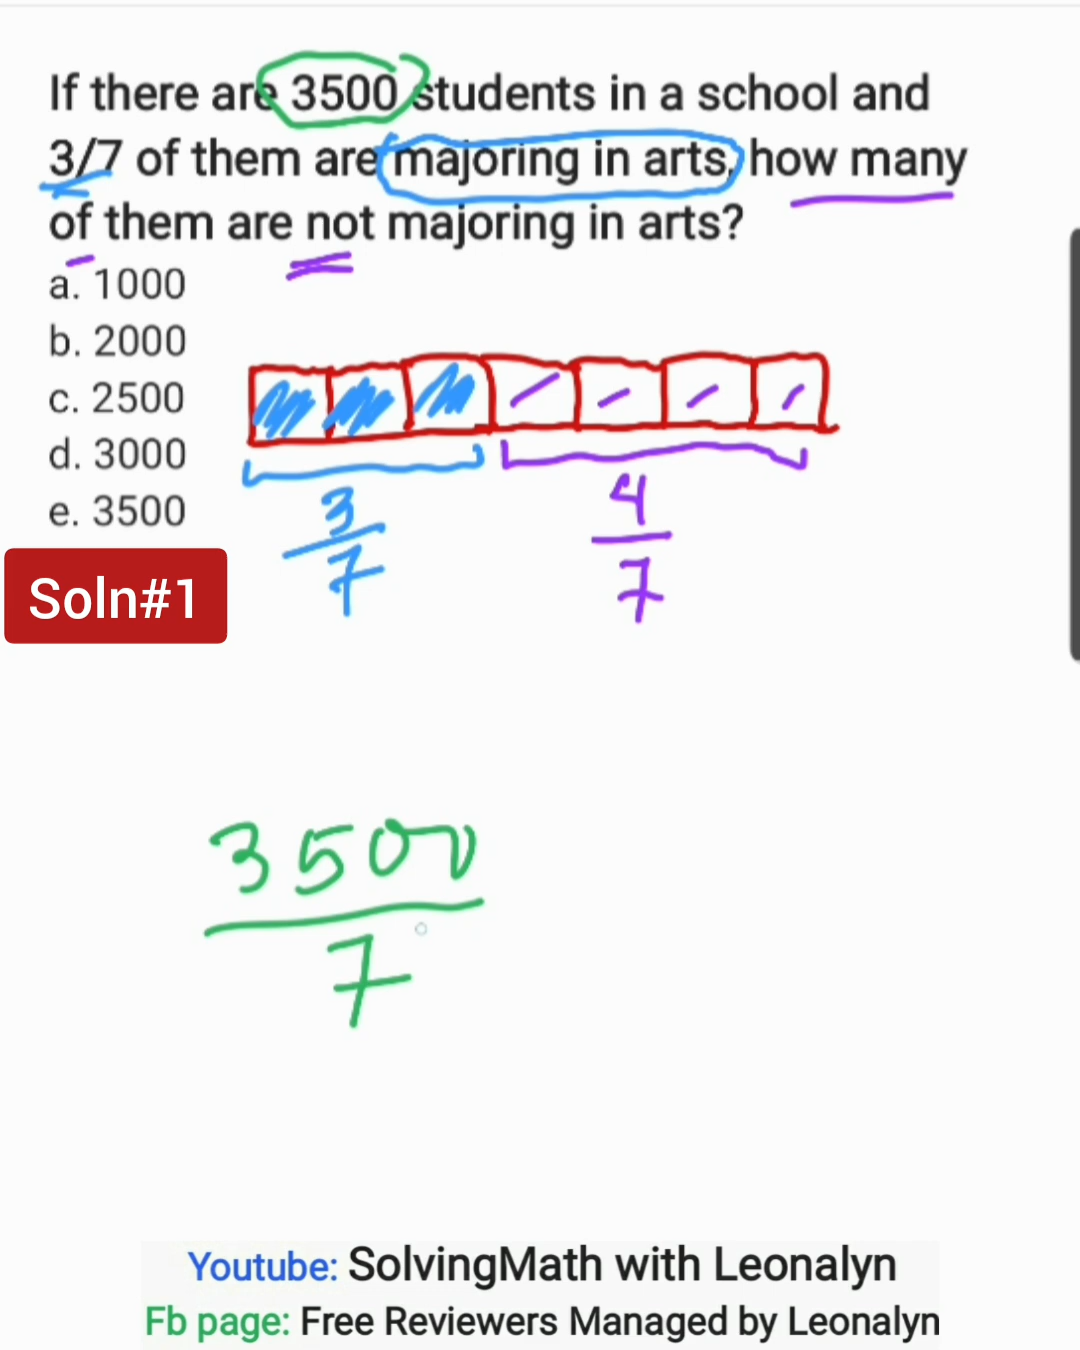 If there are 3500 students in a school and
3/7 of them are majoring in arts, how many
of them are not majoring in arts?
a. 1000
b. 2000
c. 2500
d. 3000
e. 3500
3
7
4
7
Soln#1
3500
7
Youtube: SolvingMath with Leonalyn
Fb page: Free Reviewers Managed by Leonalyn